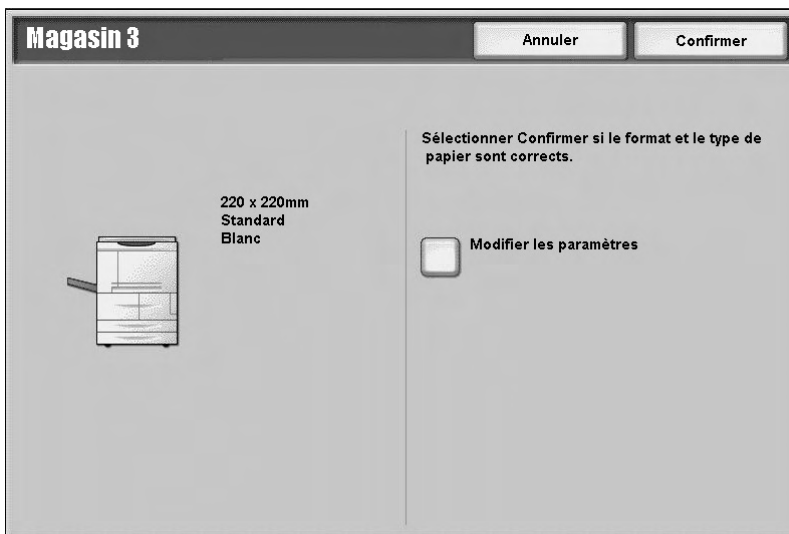 Magasin 3
Annuler
Confirmer
220 x 220mm
Standard
Blanc
Sélectionner Confirmer si le format et le type de
papier sont corrects.
Modifier les paramètres